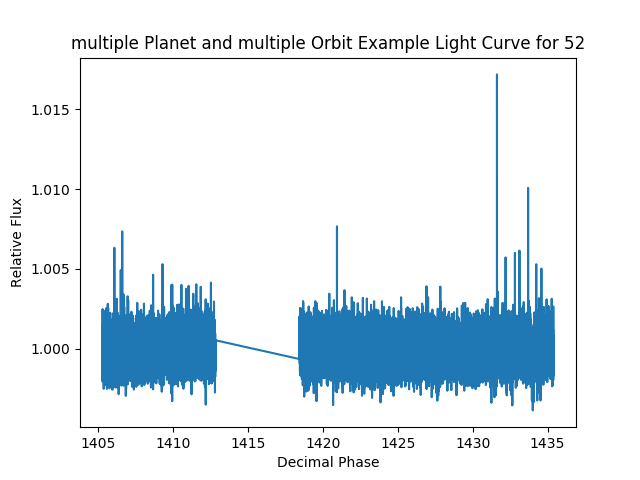 multiple Planet and multiple Orbit Example Light Curve for 52
Relative Flux
1.015
1.010
1.005
1.000
1405 1410 1415 1420 1425 1430 1435
Decimal Phase